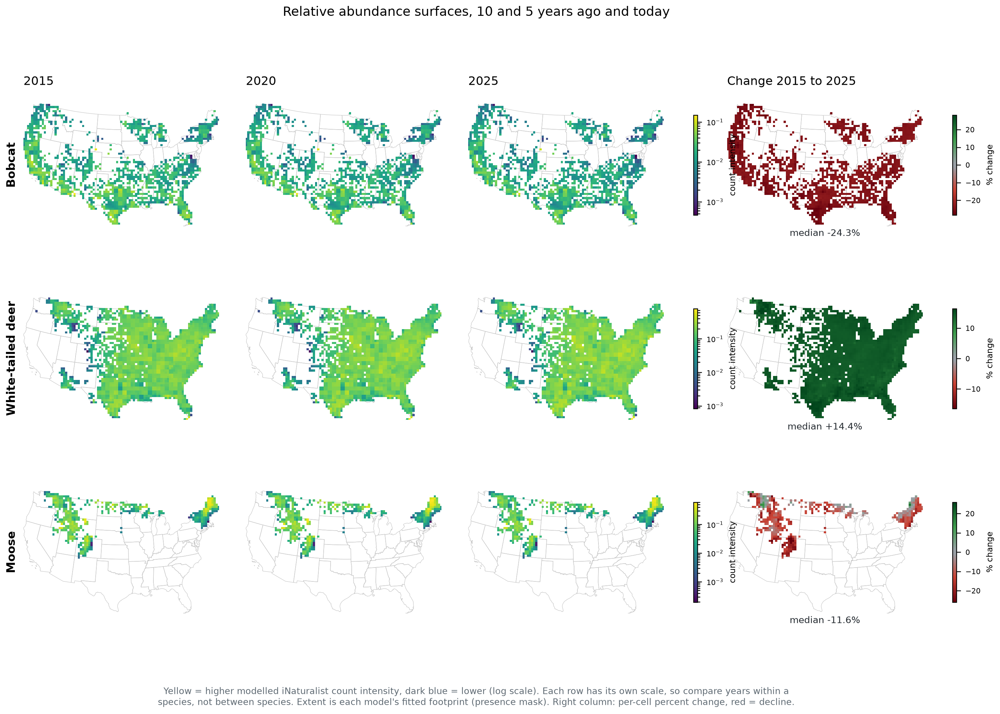 Relative abundance surfaces, 10 and 5 years ago and today
2015
2020
2025
Change 2015 to 2025
Bobcat
10⁻¹
10⁻²
10⁻³
count intensity
20
10
0
−10
−20
% change
median -24.3%
White-tailed deer
10⁻¹
10⁻²
10⁻³
count intensity
10
0
−10
% change
median +14.4%
Moose
10⁻¹
10⁻²
10⁻³
count intensity
20
10
0
−10
−20
% change
median -11.6%
Yellow = higher modelled iNaturalist count intensity, dark blue = lower (log scale). Each row has its own scale, so compare years within a
species, not between species. Extent is each model's fitted footprint (presence mask). Right column: per-cell percent change, red = decline.